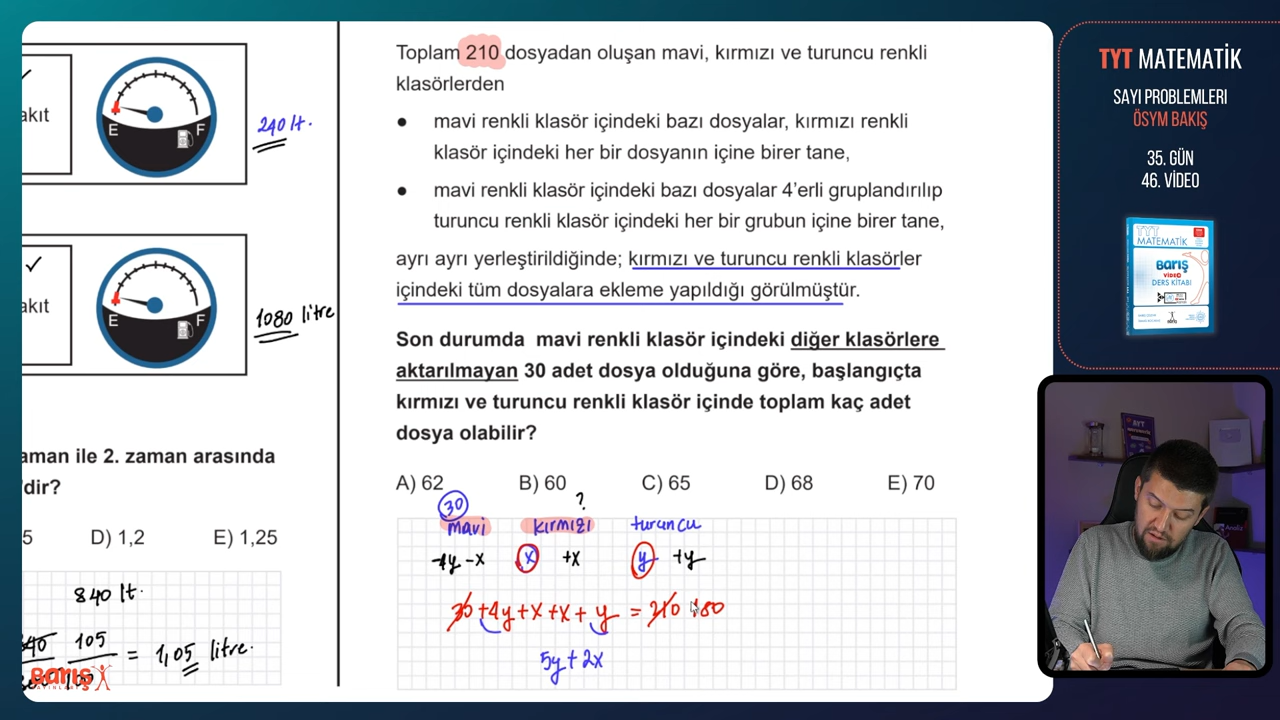 akıt
E
F
240 lt.
akıt
E
F
1080 litre
aman ile 2. zaman arasında
'dir?
5
D) 1,2
E) 1,25
840 lt.
105
= 1,05 litre.
BARIŞ
Toplam 210 dosyadan oluşan mavi, kırmızı ve turuncu renkli
klasörlerden
● mavi renkli klasör içindeki bazı dosyalar, kırmızı renkli
klasör içindeki her bir dosyanın içine birer tane,
● mavi renkli klasör içindeki bazı dosyalar 4'erli gruplandırılıp
turuncu renkli klasör içindeki her bir grubun içine birer tane,
ayrı ayrı yerleştirildiğinde; kırmızı ve turuncu renkli klasörler
içindeki tüm dosyalara ekleme yapıldığı görülmüştür.
Son durumda mavi renkli klasör içindeki diğer klasörlere
aktarılmayan 30 adet dosya olduğuna göre, başlangıçta
kırmızı ve turuncu renkli klasör içinde toplam kaç adet
dosya olabilir?
A) 62 B) 60 C) 65 D) 68 E) 70
30 ?
mavi kırmızı turuncu
-4y-x x +x y +y
30+4y+x+x+y = 210 180
5y+2x
TYT MATEMATİK
SAYI PROBLEMLERI
ÖSYM BAKIŞ
35. GÜN
46. VİDEO
TYT
MATEMATİK
BARIŞ
VİDEO
DERS KİTABI